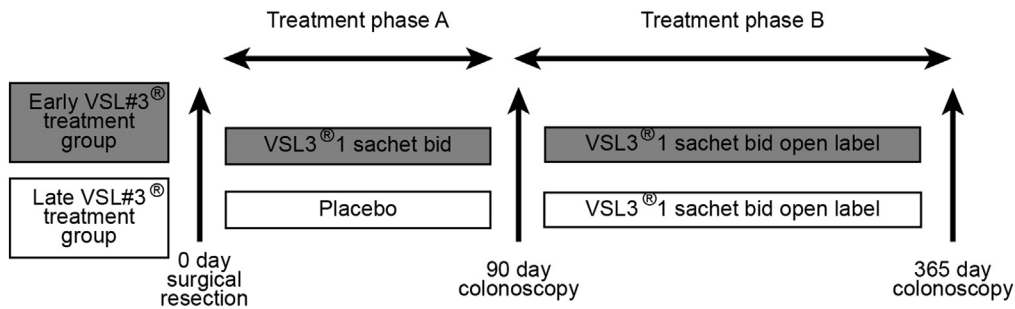 Treatment phase A
Treatment phase B
Early VSL#3®
treatment
group
VSL3®1 sachet bid
VSL3®1 sachet bid open label
Late VSL#3®
treatment
group
Placebo
VSL3®1 sachet bid open label
0 day
surgical
resection
90 day
colonoscopy
365 day
colonoscopy